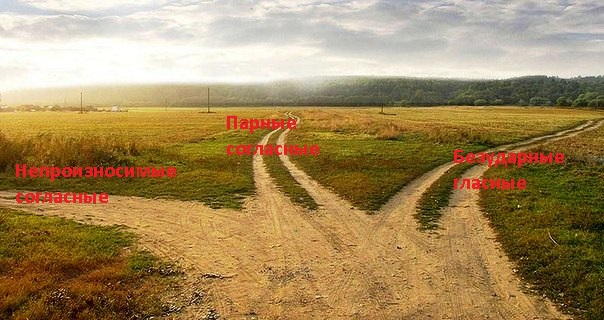 Непроизносимые
согласные
Парные
согласные
Безударные
гласные